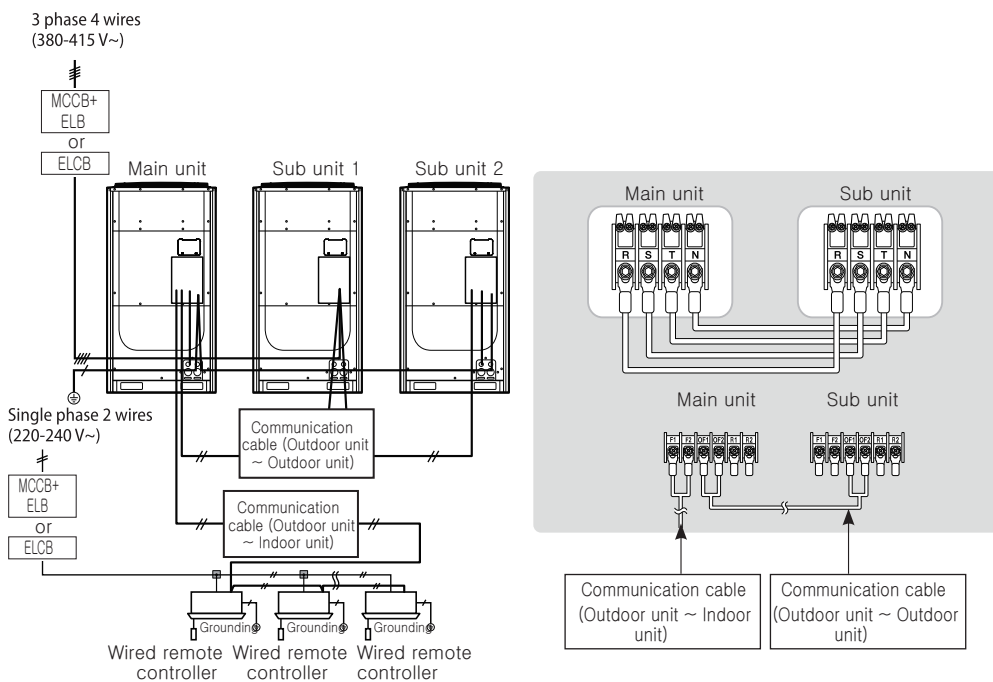 3 phase 4 wires
(380-415 V~)
MCCB+
ELB
or
ELCB
Main unit
Sub unit 1
Sub unit 2
Single phase 2 wires
(220-240 V~)
MCCB+
ELB
or
ELCB
Communication
cable (Outdoor unit
~ Outdoor unit)
Communication
cable (Outdoor unit
~ Indoor unit)
Grounding
Grounding
Grounding
Wired remote
controller
Wired remote
controller
Wired remote
controller
Main unit
Sub unit
R S T N
R S T N
Main unit
Sub unit
F1 F2 OF1 OF2 R1 R2
F1 F2 OF1 OF2 R1 R2
Communication cable
(Outdoor unit ~ Indoor
unit)
Communication cable
(Outdoor unit ~ Outdoor
unit)